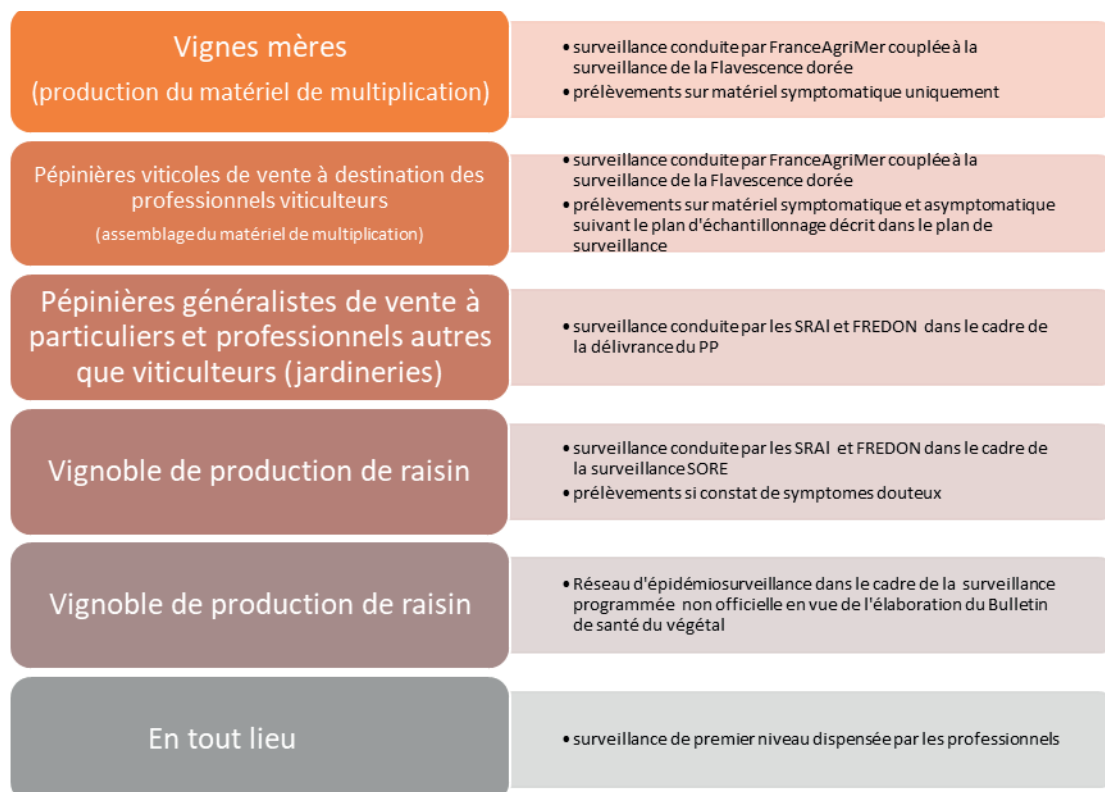 Vignes mères
(production du matériel de multiplication)
• surveillance conduite par FranceAgriMer couplée à la
surveillance de la Flavescence dorée
• prélèvements sur matériel symptomatique uniquement
Pépinières viticoles de vente à destination des
professionnels viticulteurs
(assemblage du matériel de multiplication)
• surveillance conduite par FranceAgriMer couplée à la
surveillance de la Flavescence dorée
• prélèvements sur matériel symptomatique et asymptomatique
suivant le plan d'échantillonnage décrit dans le plan de
surveillance
Pépinières généralistes de vente à
particuliers et professionnels autres
que viticulteurs (jardineries)
• surveillance conduite par les SRAl et FREDON dans le cadre de
la délivrance du PP
Vignoble de production de raisin
• surveillance conduite par les SRAl et FREDON dans le cadre de
la surveillance SORE
• prélèvements si constat de symptomes douteux
Vignoble de production de raisin
• Réseau d'épidémiosurveillance dans le cadre de la surveillance
programmée non officielle en vue de l'élaboration du Bulletin
de santé du végétal
En tout lieu
• surveillance de premier niveau dispensée par les professionnels